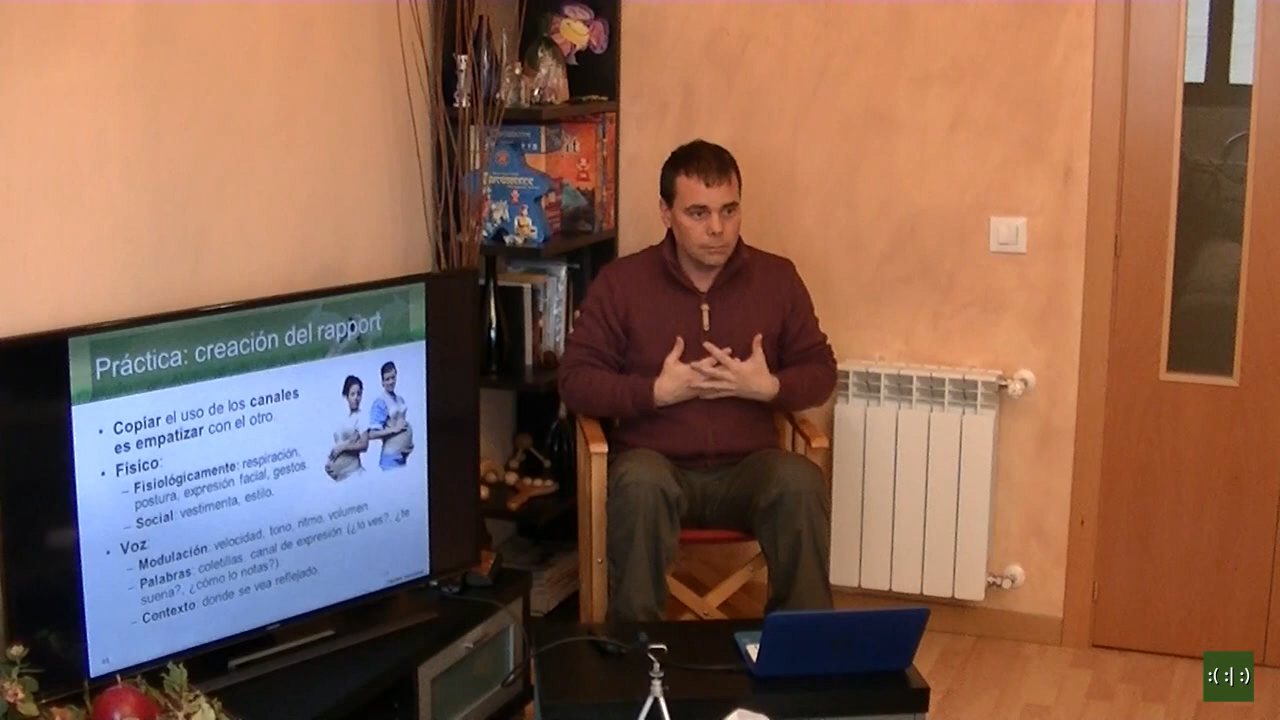 Práctica: creación del rapport
• Copiar el uso de los canales
es empatizar con el otro.
• Físico:
– Fisiológicamente: respiración,
postura, expresión facial, gestos.
– Social: vestimenta, estilo.
• Voz:
– Modulación: velocidad, tono, ritmo, volumen
– Palabras: coletillas, canal de expresión (¿lo ves?, ¿te
suena?, ¿cómo lo notas?).
– Contexto: donde se vea reflejado.
Carcassonne
:( :| :)